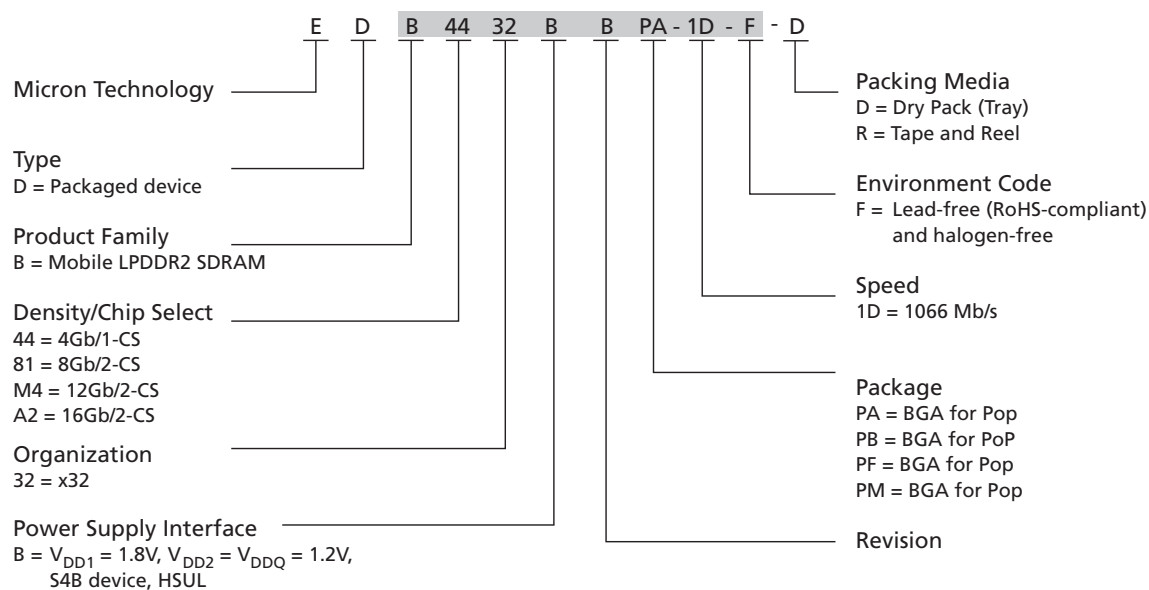 E D B 44 32 B B PA - 1D - F - D
Micron Technology
Type
D = Packaged device
Product Family
B = Mobile LPDDR2 SDRAM
Density/Chip Select
44 = 4Gb/1-CS
81 = 8Gb/2-CS
M4 = 12Gb/2-CS
A2 = 16Gb/2-CS
Organization
32 = x32
Power Supply Interface
B = VDD1 = 1.8V, VDD2 = VDDQ = 1.2V,
S4B device, HSUL
Packing Media
D = Dry Pack (Tray)
R = Tape and Reel
Environment Code
F = Lead-free (RoHS-compliant)
and halogen-free
Speed
1D = 1066 Mb/s
Package
PA = BGA for Pop
PB = BGA for PoP
PF = BGA for Pop
PM = BGA for Pop
Revision